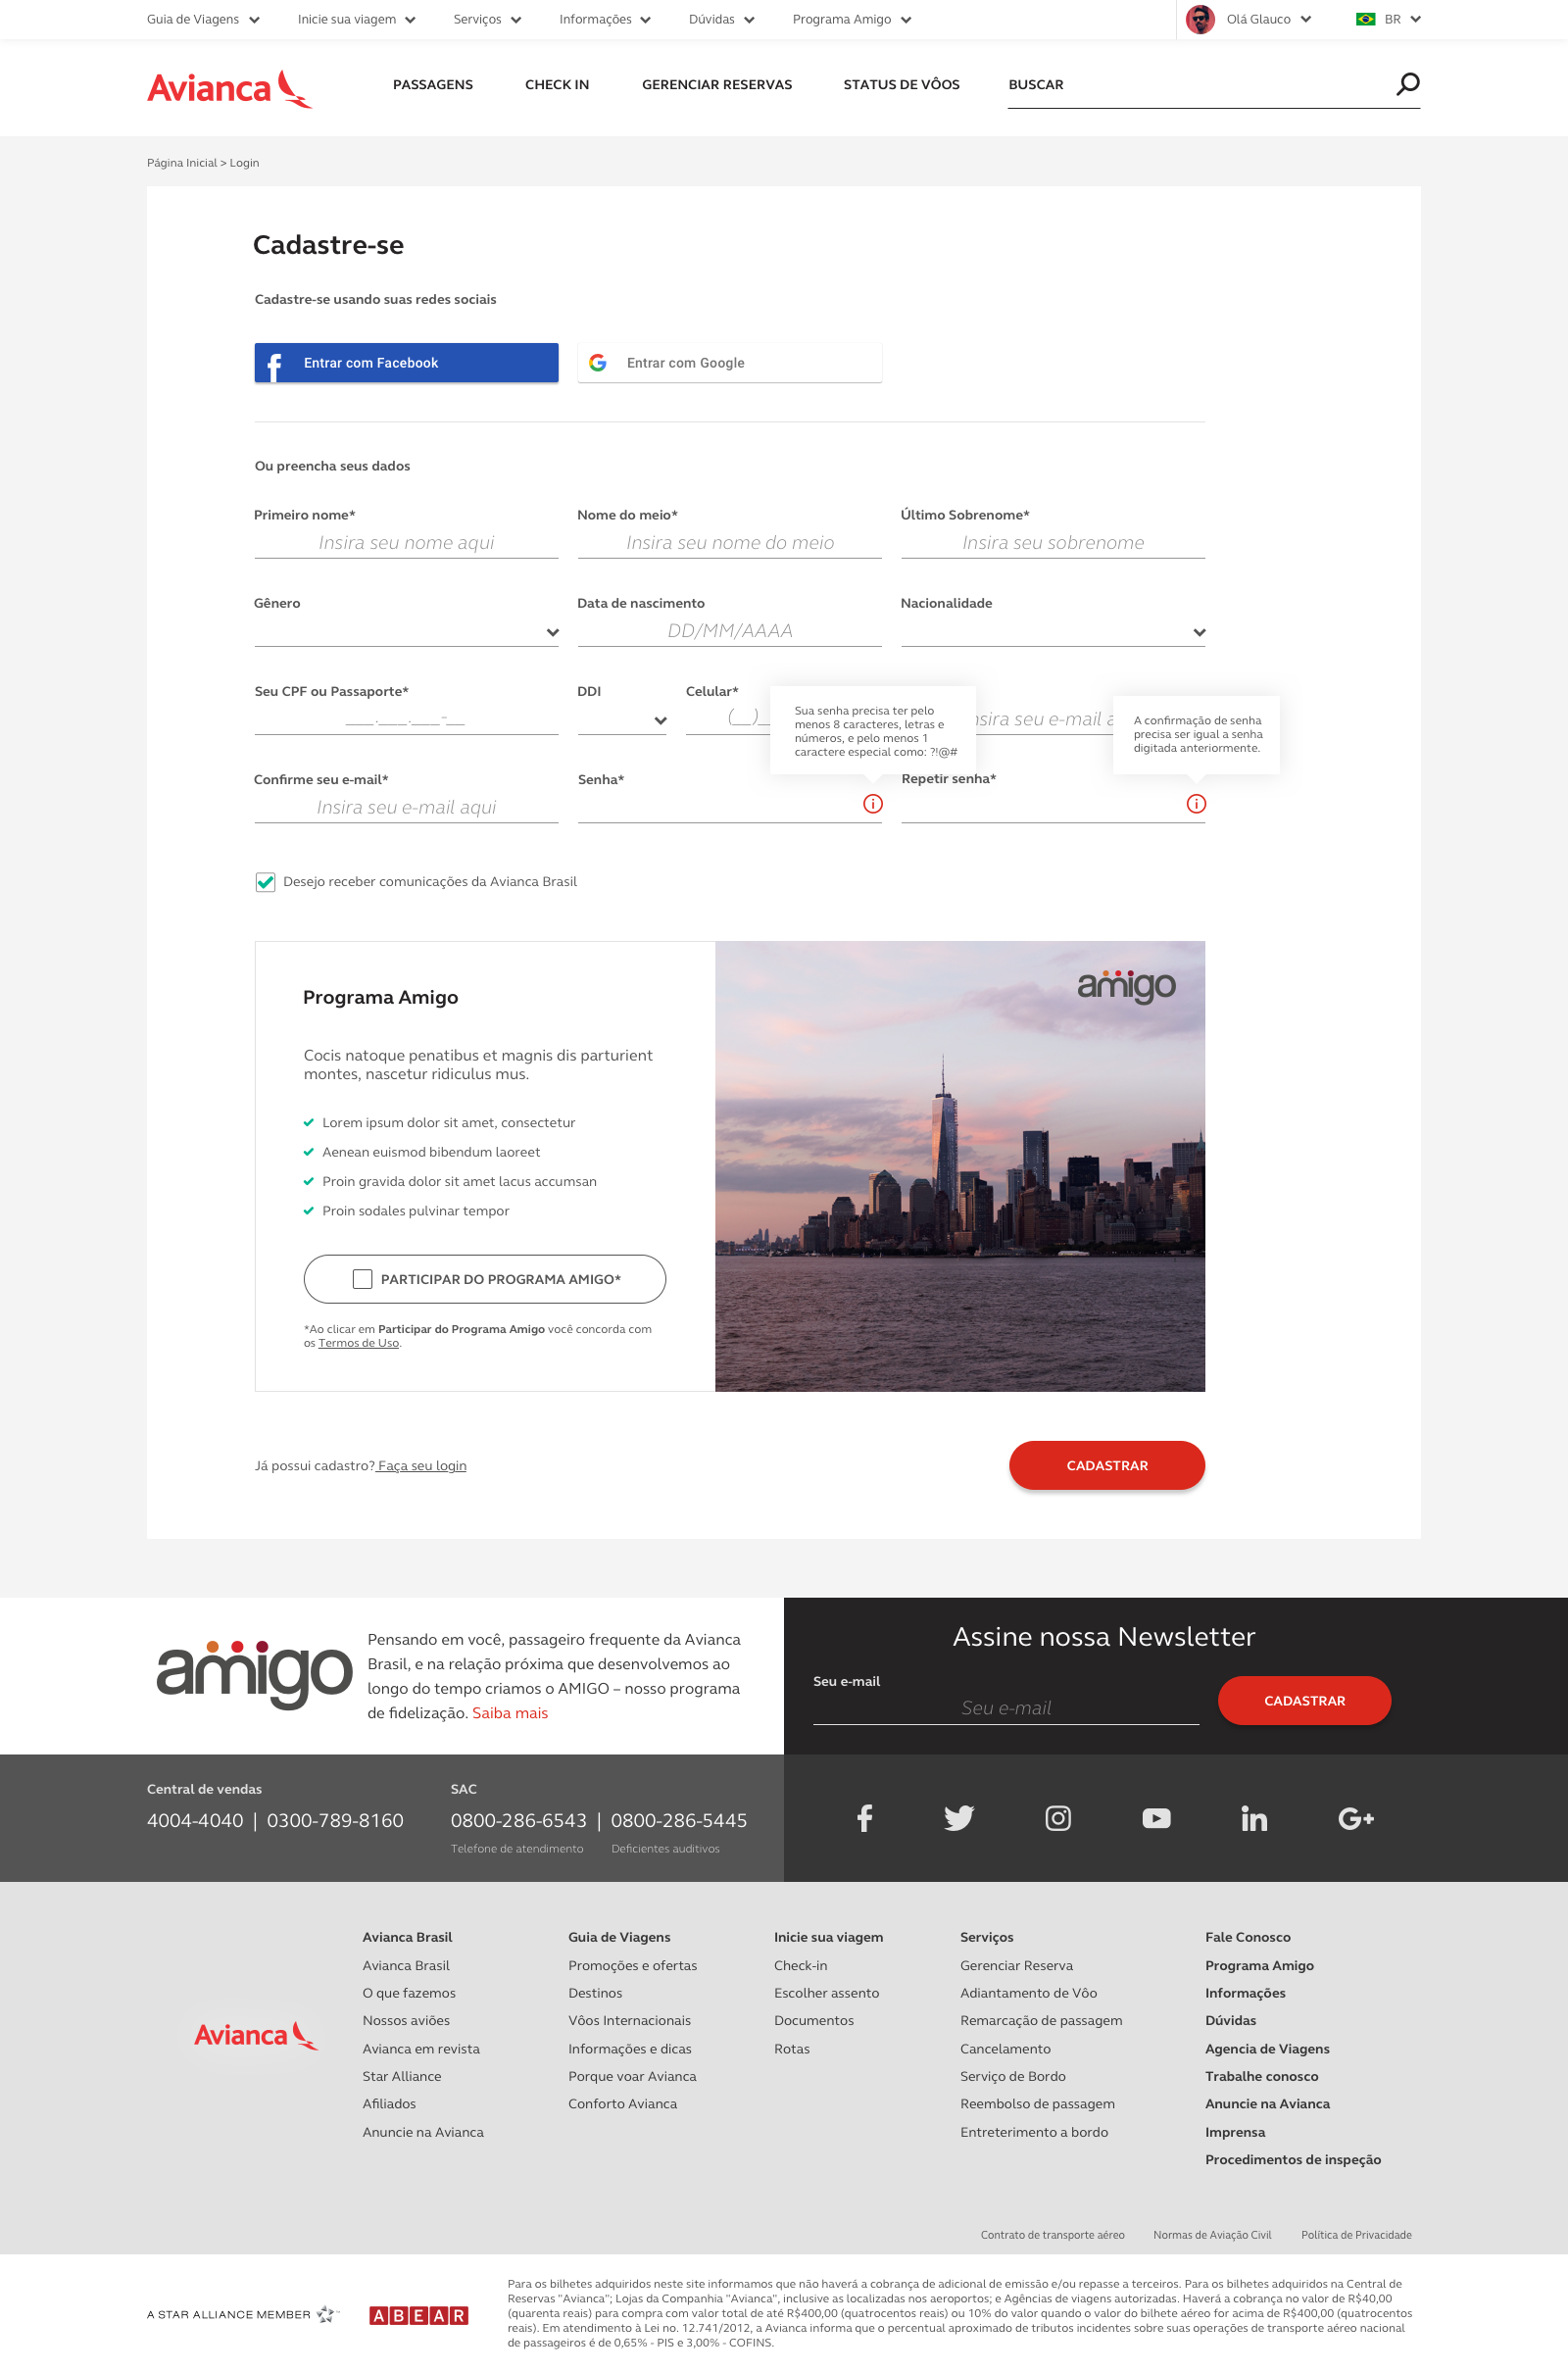 Guia de Viagens Inicie sua viagem Serviços Informações Dúvidas Programa Amigo Olá Glauco BR
Avianca PASSAGENS CHECK IN GERENCIAR RESERVAS STATUS DE VÔOS BUSCAR
Página Inicial > Login
Cadastre-se
Cadastre-se usando suas redes sociais
Entrar com Facebook Entrar com Google
Ou preencha seus dados
Primeiro nome* Nome do meio* Último Sobrenome*
Insira seu nome aqui Insira seu nome do meio Insira seu sobrenome
Gênero Data de nascimento Nacionalidade
DD/MM/AAAA
Seu CPF ou Passaporte* DDI Celular*
___.___.___-__ (__)_ nsira seu e-mail a
Sua senha precisa ter pelo
menos 8 caracteres, letras e
números, e pelo menos 1
caractere especial como: ?!@#
A confirmação de senha
precisa ser igual a senha
digitada anteriormente.
Confirme seu e-mail* Senha* Repetir senha*
Insira seu e-mail aqui
Desejo receber comunicações da Avianca Brasil
Programa Amigo
Cocis natoque penatibus et magnis dis parturient
montes, nascetur ridiculus mus.
Lorem ipsum dolor sit amet, consectetur
Aenean euismod bibendum laoreet
Proin gravida dolor sit amet lacus accumsan
Proin sodales pulvinar tempor
PARTICIPAR DO PROGRAMA AMIGO*
*Ao clicar em Participar do Programa Amigo você concorda com
os Termos de Uso.
amigo
Já possui cadastro? Faça seu login CADASTRAR
amigo
Pensando em você, passageiro frequente da Avianca
Brasil, e na relação próxima que desenvolvemos ao
longo do tempo criamos o AMIGO – nosso programa
de fidelização. Saiba mais
Assine nossa Newsletter
Seu e-mail
Seu e-mail
CADASTRAR
Central de vendas SAC
4004-4040 | 0300-789-8160 0800-286-6543 | 0800-286-5445
Telefone de atendimento Deficientes auditivos
Avianca
Avianca Brasil
Avianca Brasil
O que fazemos
Nossos aviões
Avianca em revista
Star Alliance
Afiliados
Anuncie na Avianca
Guia de Viagens
Promoções e ofertas
Destinos
Vôos Internacionais
Informações e dicas
Porque voar Avianca
Conforto Avianca
Inicie sua viagem
Check-in
Escolher assento
Documentos
Rotas
Serviços
Gerenciar Reserva
Adiantamento de Vôo
Remarcação de passagem
Cancelamento
Serviço de Bordo
Reembolso de passagem
Entreterimento a bordo
Fale Conosco
Programa Amigo
Informações
Dúvidas
Agencia de Viagens
Trabalhe conosco
Anuncie na Avianca
Imprensa
Procedimentos de inspeção
Contrato de transporte aéreo Normas de Aviação Civil Política de Privacidade
A STAR ALLIANCE MEMBER ABEAR
Para os bilhetes adquiridos neste site informamos que não haverá a cobrança de adicional de emissão e/ou repasse a terceiros. Para os bilhetes adquiridos na Central de
Reservas "Avianca"; Lojas da Companhia "Avianca", inclusive as localizadas nos aeroportos; e Agências de viagens autorizadas. Haverá a cobrança no valor de R$40,00
(quarenta reais) para compra com valor total de até R$400,00 (quatrocentos reais) ou 10% do valor quando o valor do bilhete aéreo for acima de R$400,00 (quatrocentos
reais). Em atendimento à Lei no. 12.741/2012, a Avianca informa que o percentual aproximado de tributos incidentes sobre suas operações de transporte aéreo nacional
de passageiros é de 0,65% - PIS e 3,00% - COFINS.